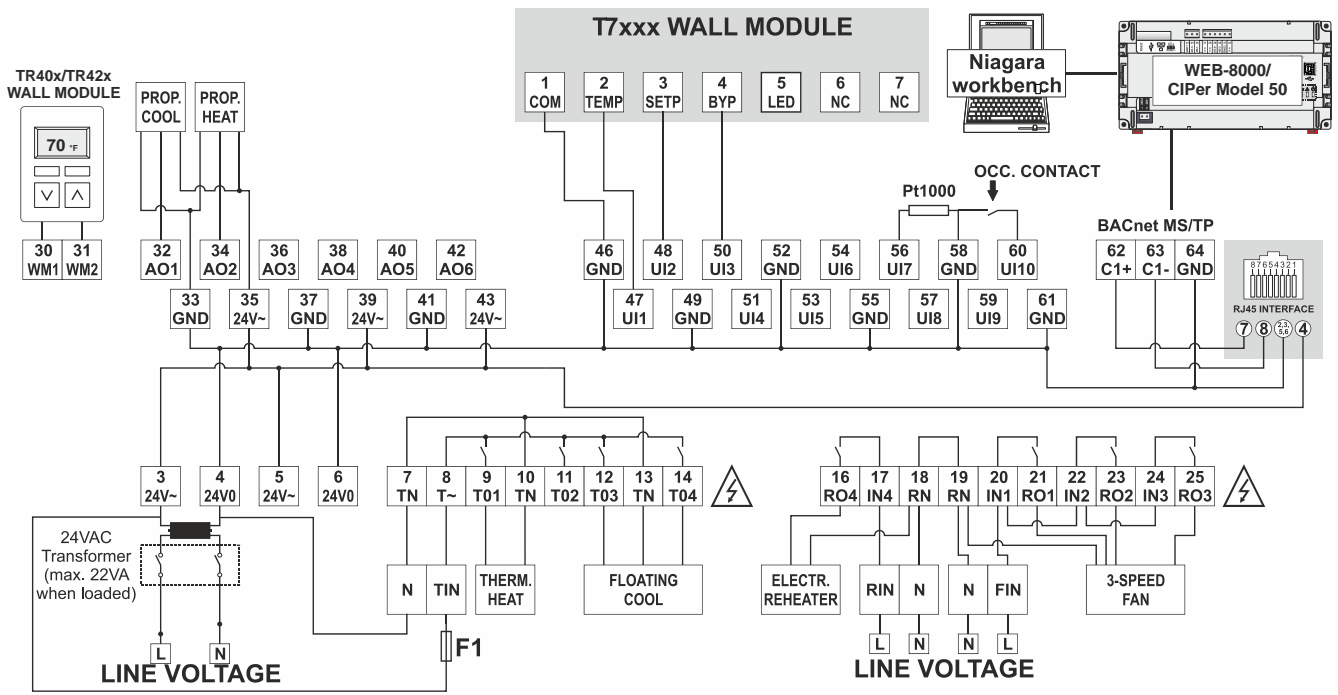 T7xxx WALL MODULE
1 COM
2 TEMP
3 SETP
4 BYP
5 LED
6 NC
7 NC
Niagara
workbench
WEB-8000/
CIPer Model 50
TR40x/TR42x
WALL MODULE
70 °F
PROP.
COOL
PROP.
HEAT
OCC. CONTACT
Pt1000
BACnet MS/TP
30 WM1
31 WM2
32 AO1
34 AO2
36 AO3
38 AO4
40 AO5
42 AO6
46 GND
48 UI2
50 UI3
52 GND
54 UI6
56 UI7
58 GND
60 UI10
62 C1+
63 C1-
64 GND
33 GND
35 24V~
37 GND
39 24V~
41 GND
43 24V~
47 UI1
49 GND
51 UI4
53 UI5
55 GND
57 UI8
59 UI9
61 GND
87654321
RJ45 INTERFACE
7
8
2,3,
5,6
4
3 24V~
4 24V0
5 24V~
6 24V0
7 TN
8 T~
9 T01
10 TN
11 T02
12 T03
13 TN
14 T04
16 RO4
17 IN4
18 RN
19 RN
20 IN1
21 RO1
22 IN2
23 RO2
24 IN3
25 RO3
24VAC
Transformer
(max. 22VA
when loaded)
N
TIN
THERM.
HEAT
FLOATING
COOL
ELECTR.
REHEATER
RIN
N
N
FIN
3-SPEED
FAN
F1
L
N
LINE VOLTAGE
L
N
N
L
LINE VOLTAGE